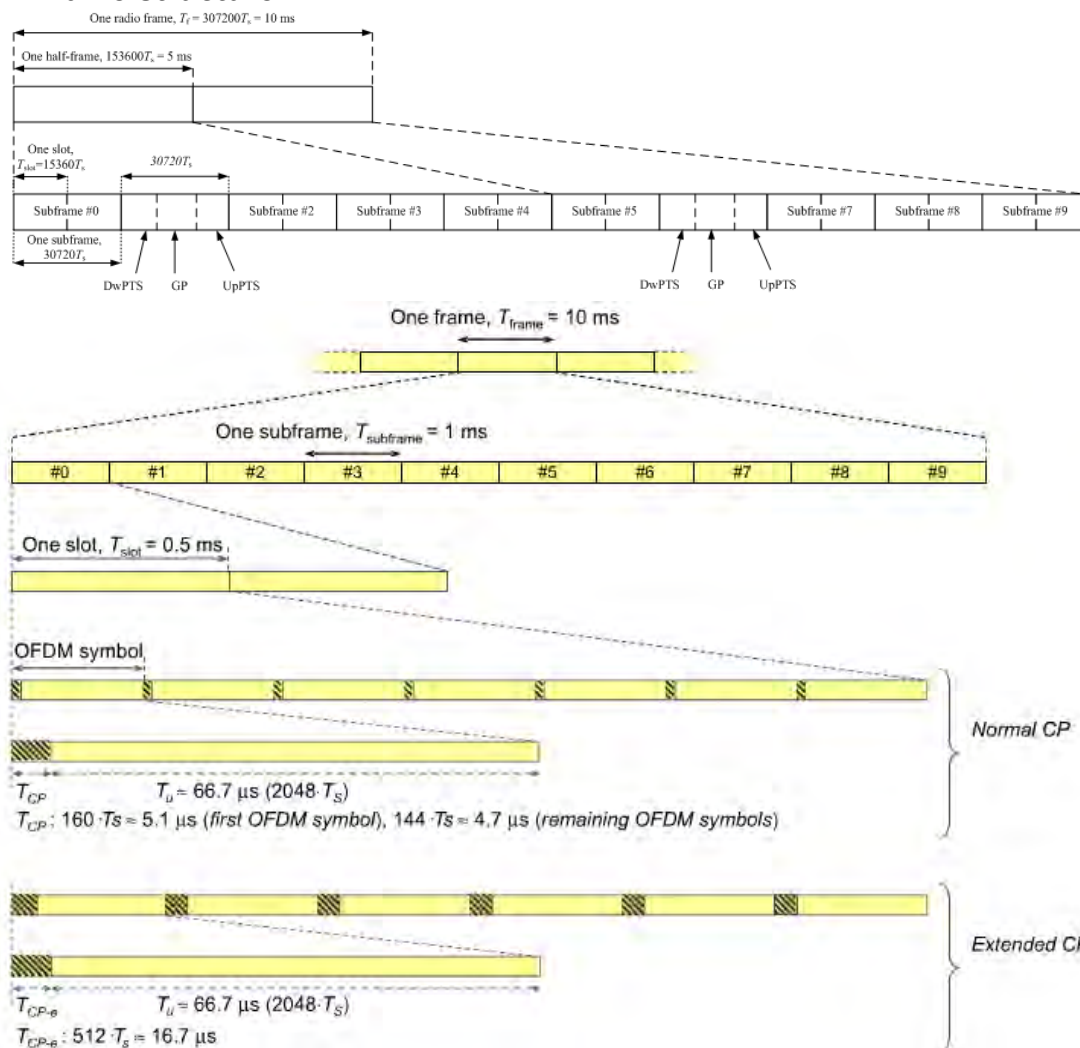 One radio frame, Tf = 307200Ts = 10 ms
One half-frame, 153600Ts = 5 ms
One slot,
Tslot=15360Ts
30720Ts
Subframe #0
Subframe #2
Subframe #3
Subframe #4
Subframe #5
Subframe #7
Subframe #8
Subframe #9
One subframe,
30720Ts
DwPTS
GP
UpPTS
DwPTS
GP
UpPTS
One frame, Tframe = 10 ms
One subframe, Tsubframe = 1 ms
#0 #1 #2 #3 #4 #5 #6 #7 #8 #9
One slot, Tslot = 0.5 ms
OFDM symbol
Normal CP
TCP Tu = 66.7 μs (2048·TS)
TCP : 160 ·Ts = 5.1 μs (first OFDM symbol), 144 ·Ts = 4.7 μs (remaining OFDM symbols)
Extended
TCP-e Tu = 66.7 μs (2048·TS)
TCP-e : 512 ·Ts = 16.7 μs